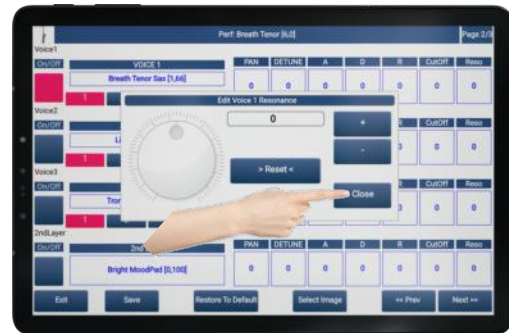 Perf: Breath Tenor [6,0]
Page 2/3
Voice1
On/Off VOICE 1 PAN DETUNE A D R CutOff Reso
Breath Tenor Sax [1,66] 0 0 0 0 0 0 0
1
Edit Voice 1 Resonance
0
+
-
> Reset <
Close
Voice2
On/Off R CutOff Reso
0 0
1
Voice3
On/Off R CutOff Reso
0 0
1
2ndLayer
On/Off PAN DETUNE A D R CutOff Reso
Bright MoodPad [0,100] 0 0 0 0 0 0 0
Exit Save Restore To Default Select Image << Prev Next >>